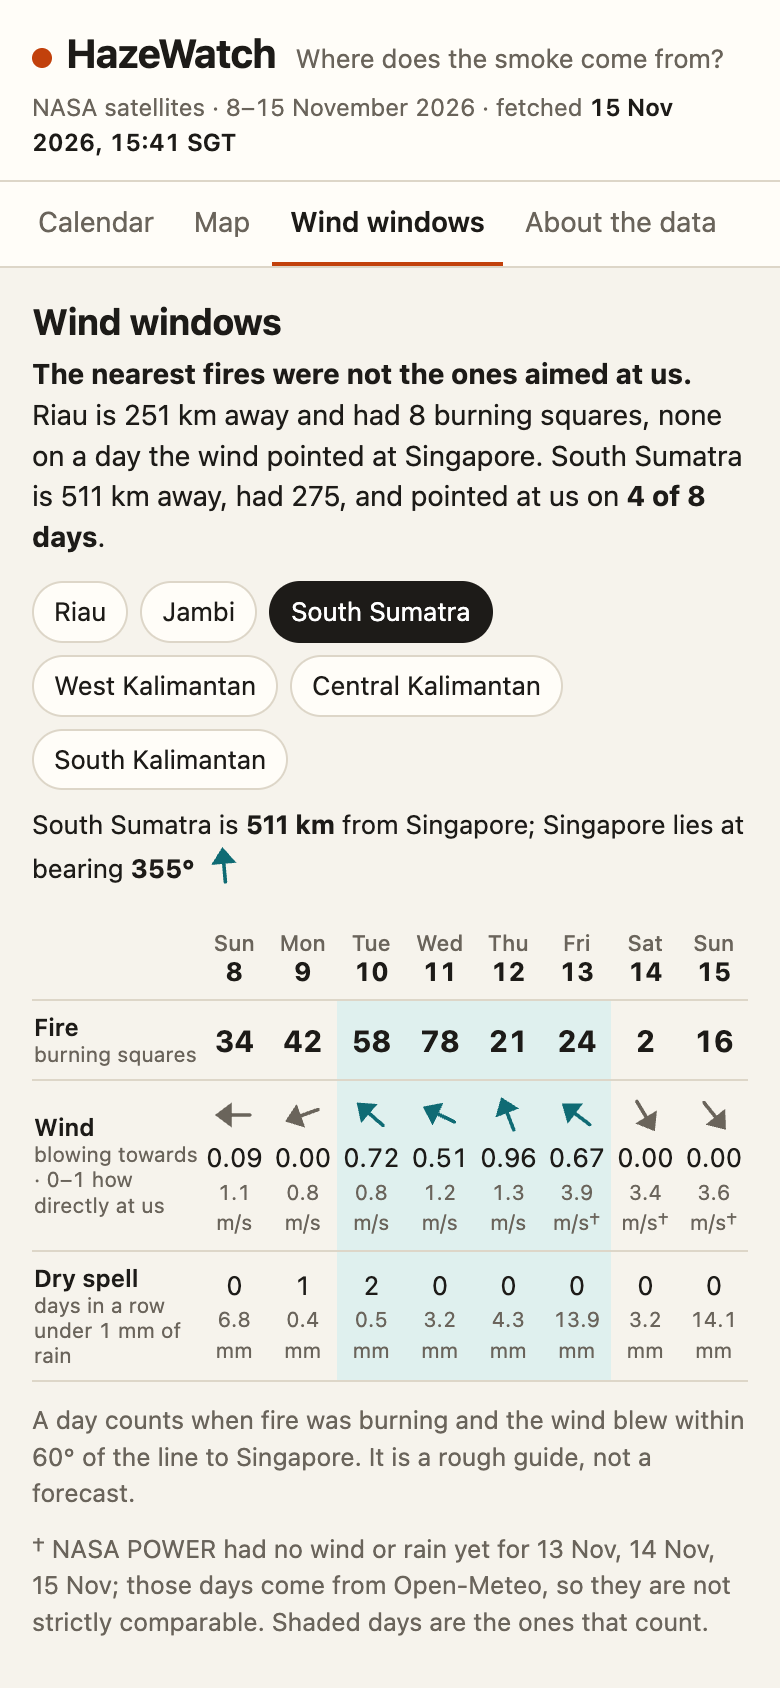 HazeWatch Where does the smoke come from?
NASA satellites · 8–15 November 2026 · fetched 15 Nov
2026, 15:41 SGT
Calendar Map Wind windows About the data
Wind windows
The nearest fires were not the ones aimed at us.
Riau is 251 km away and had 8 burning squares, none
on a day the wind pointed at Singapore. South Sumatra
is 511 km away, had 275, and pointed at us on 4 of 8
days.
Riau Jambi South Sumatra
West Kalimantan Central Kalimantan
South Kalimantan
South Sumatra is 511 km from Singapore; Singapore lies at
bearing 355°
Sun Mon Tue Wed Thu Fri Sat Sun
8 9 10 11 12 13 14 15
Fire
burning squares
34 42 58 78 21 24 2 16
Wind
blowing towards
· 0–1 how
directly at us
0.09 0.00 0.72 0.51 0.96 0.67 0.00 0.00
1.1 0.8 0.8 1.2 1.3 3.9 3.4 3.6
m/s m/s m/s m/s m/s m/s† m/s† m/s†
Dry spell
days in a row
under 1 mm of
rain
0 1 2 0 0 0 0 0
6.8 0.4 0.5 3.2 4.3 13.9 3.2 14.1
mm mm mm mm mm mm mm mm
A day counts when fire was burning and the wind blew within
60° of the line to Singapore. It is a rough guide, not a
forecast.
† NASA POWER had no wind or rain yet for 13 Nov, 14 Nov,
15 Nov; those days come from Open-Meteo, so they are not
strictly comparable. Shaded days are the ones that count.